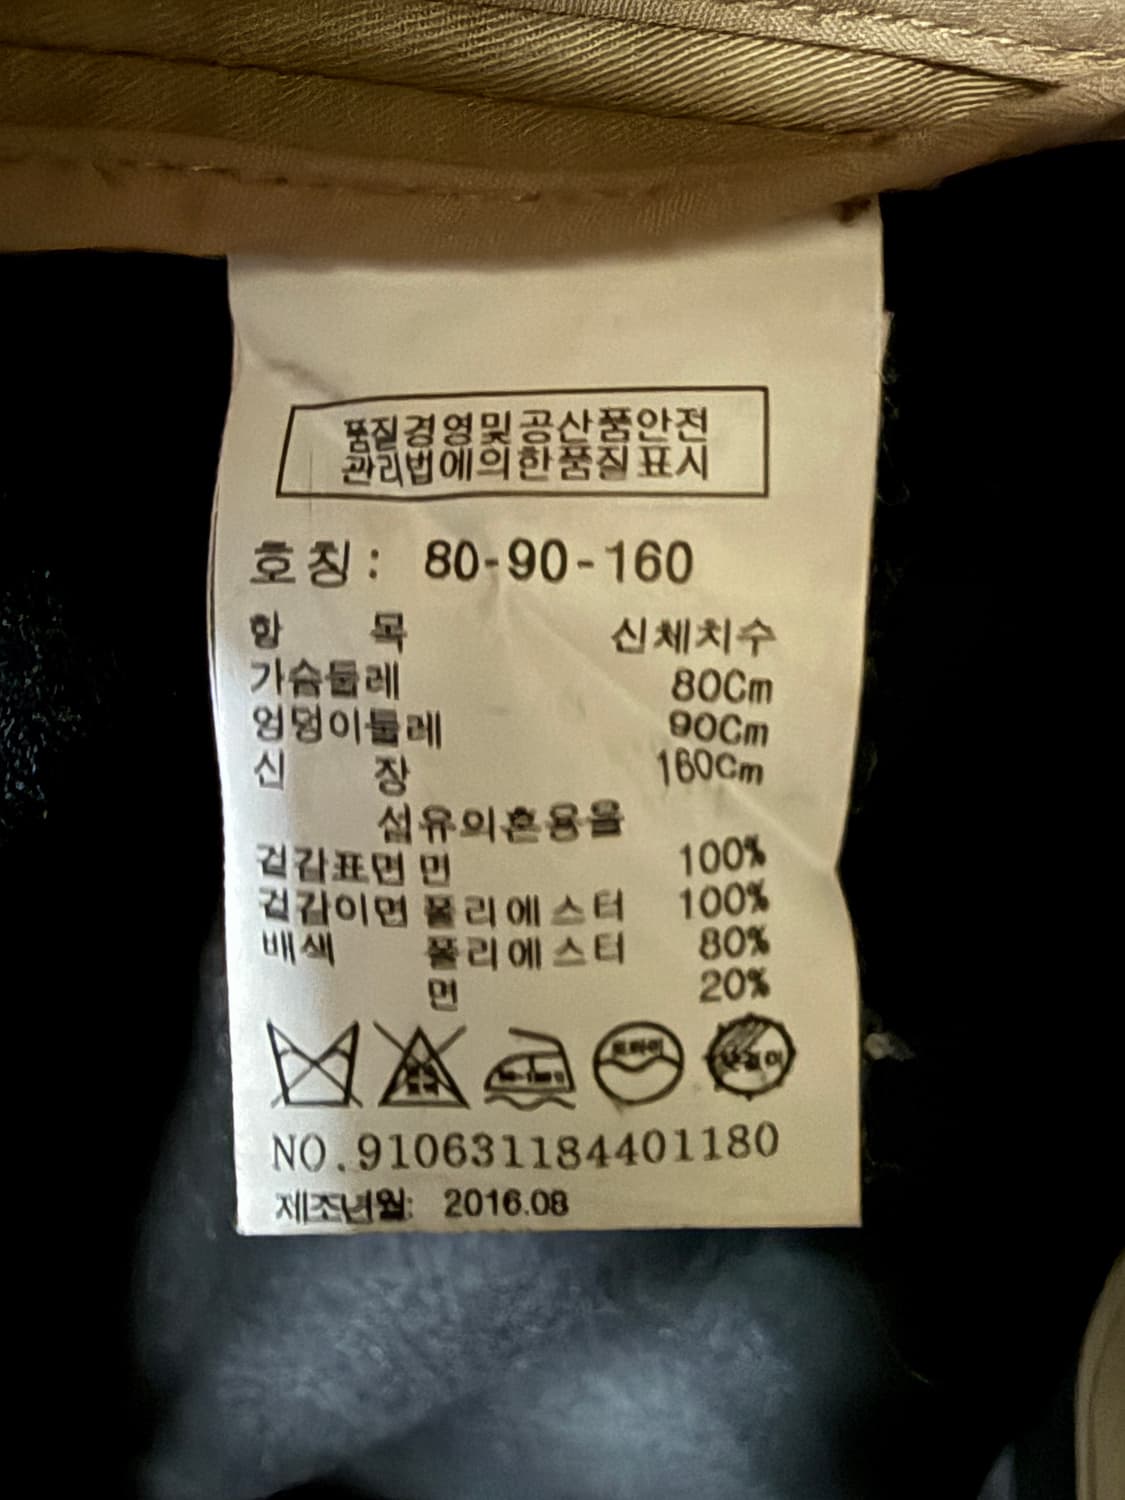 품질경영및공산품안전
관리법에의한품질표시
호칭: 80-90-160
항 목 신체치수
가슴둘레 80Cm
엉덩이둘레 90Cm
신 장 160Cm
섬유의혼용율
겉감표면 면 100%
겉감이면 폴리에스터 100%
배색 폴리에스터 80%
면 20%
드라이
NO.9106311184401180
제조년월: 2016.08